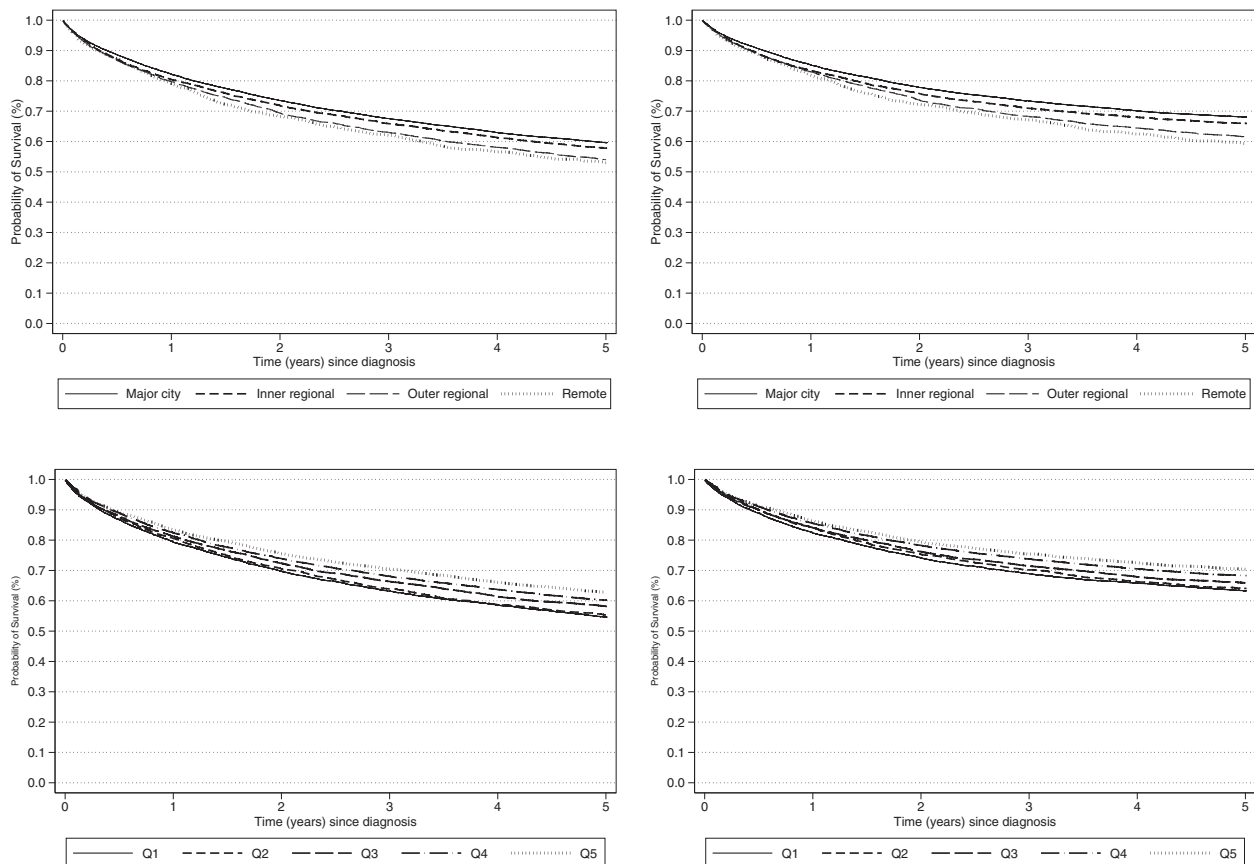 1.0
0.9
0.8
0.7
0.6
0.5
0.4
0.3
0.2
0.1
0.0
Probability of Survival (%)
0 1 2 3 4 5
Time (years) since diagnosis
Major city Inner regional Outer regional Remote
1.0
0.9
0.8
0.7
0.6
0.5
0.4
0.3
0.2
0.1
0.0
Probability of Survival (%)
0 1 2 3 4 5
Time (years) since diagnosis
Major city Inner regional Outer regional Remote
1.0
0.9
0.8
0.7
0.6
0.5
0.4
0.3
0.2
0.1
0.0
Probability of Survival (%)
0 1 2 3 4 5
Time (years) since diagnosis
Q1 Q2 Q3 Q4 Q5
1.0
0.9
0.8
0.7
0.6
0.5
0.4
0.3
0.2
0.1
0.0
Probability of Survival (%)
0 1 2 3 4 5
Time (years) since diagnosis
Q1 Q2 Q3 Q4 Q5